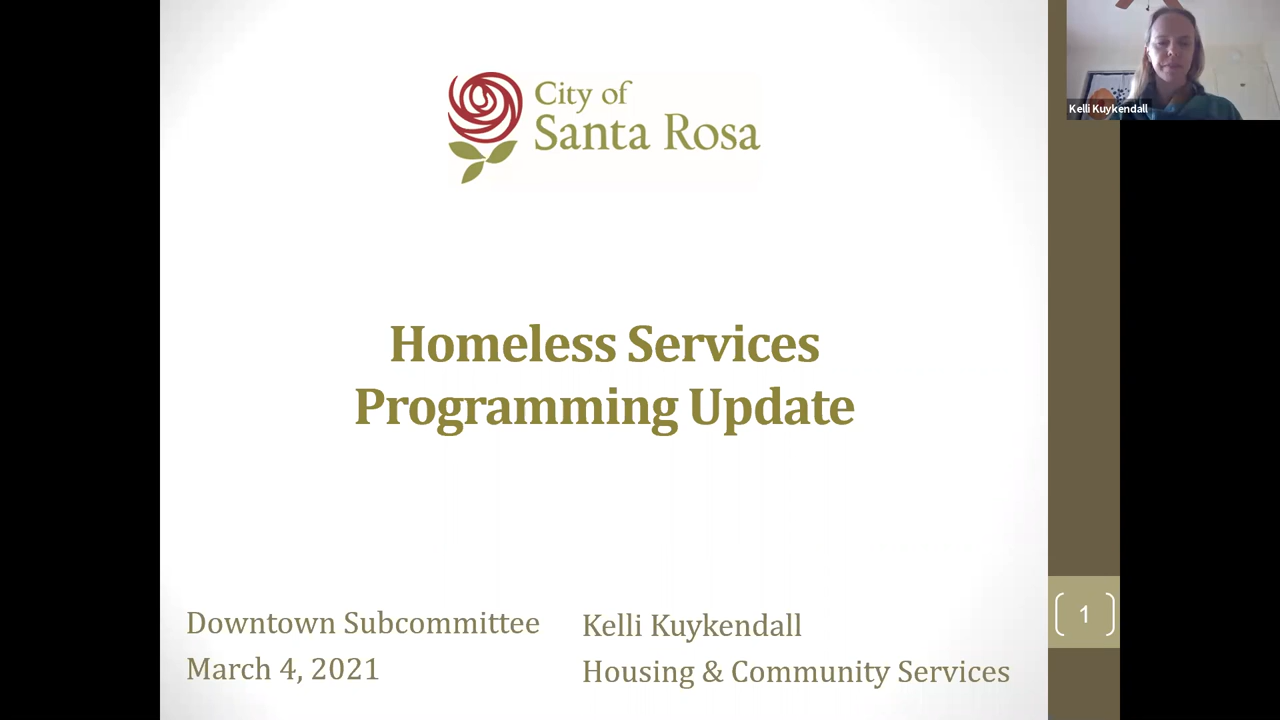 City of
Santa Rosa
Kelli Kuykendall
Homeless Services
Programming Update
Downtown Subcommittee
March 4, 2021
Kelli Kuykendall
Housing & Community Services
1